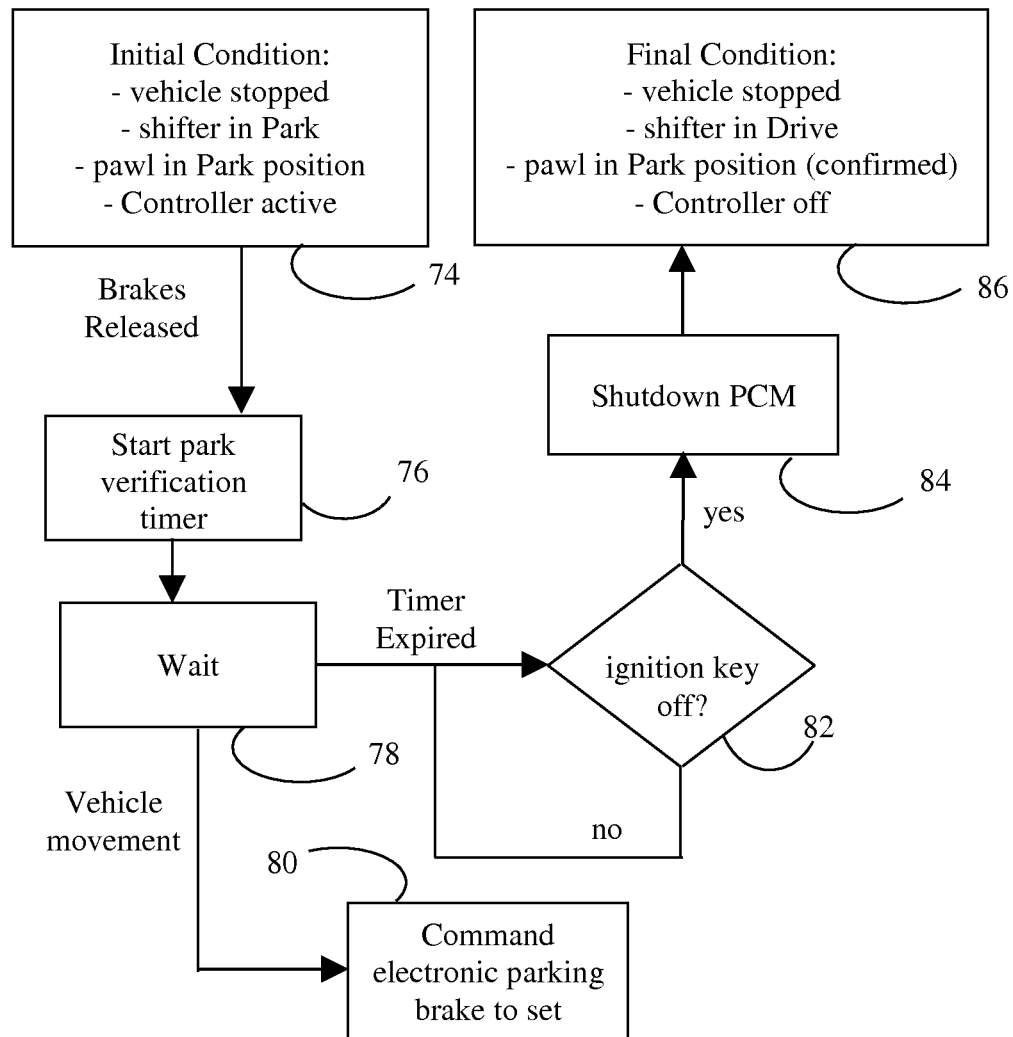 Initial Condition:
- vehicle stopped
- shifter in Park
- pawl in Park position
- Controller active
74
Brakes
Released
Start park
verification
timer
76
Wait
78
Timer
Expired
Vehicle
movement
80
Command
electronic parking
brake to set
ignition key
off?
82
no
yes
Shutdown PCM
84
Final Condition:
- vehicle stopped
- shifter in Drive
- pawl in Park position (confirmed)
- Controller off
86